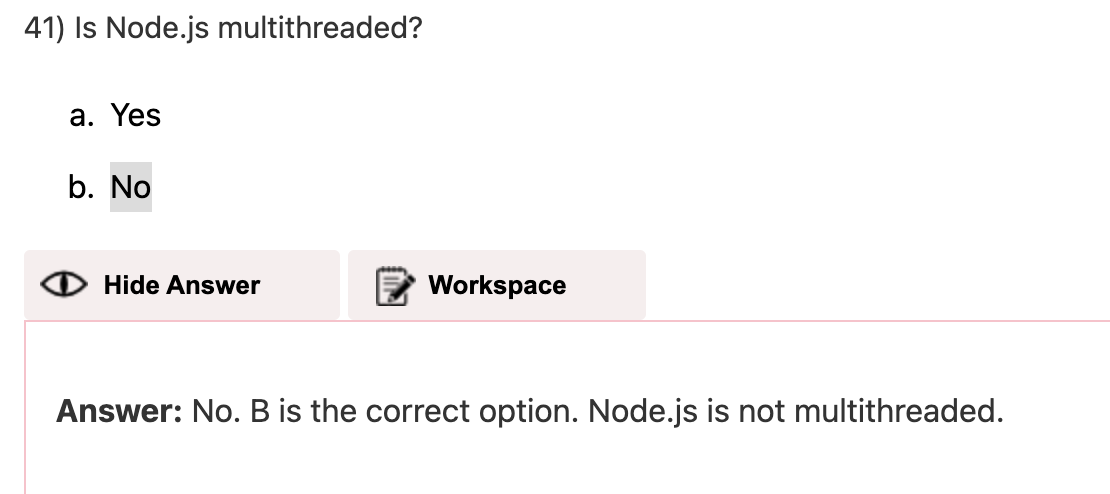 41) Is Node.js multithreaded?
a. Yes
b. No
Hide Answer
Workspace
Answer: No. B is the correct option. Node.js is not multithreaded.